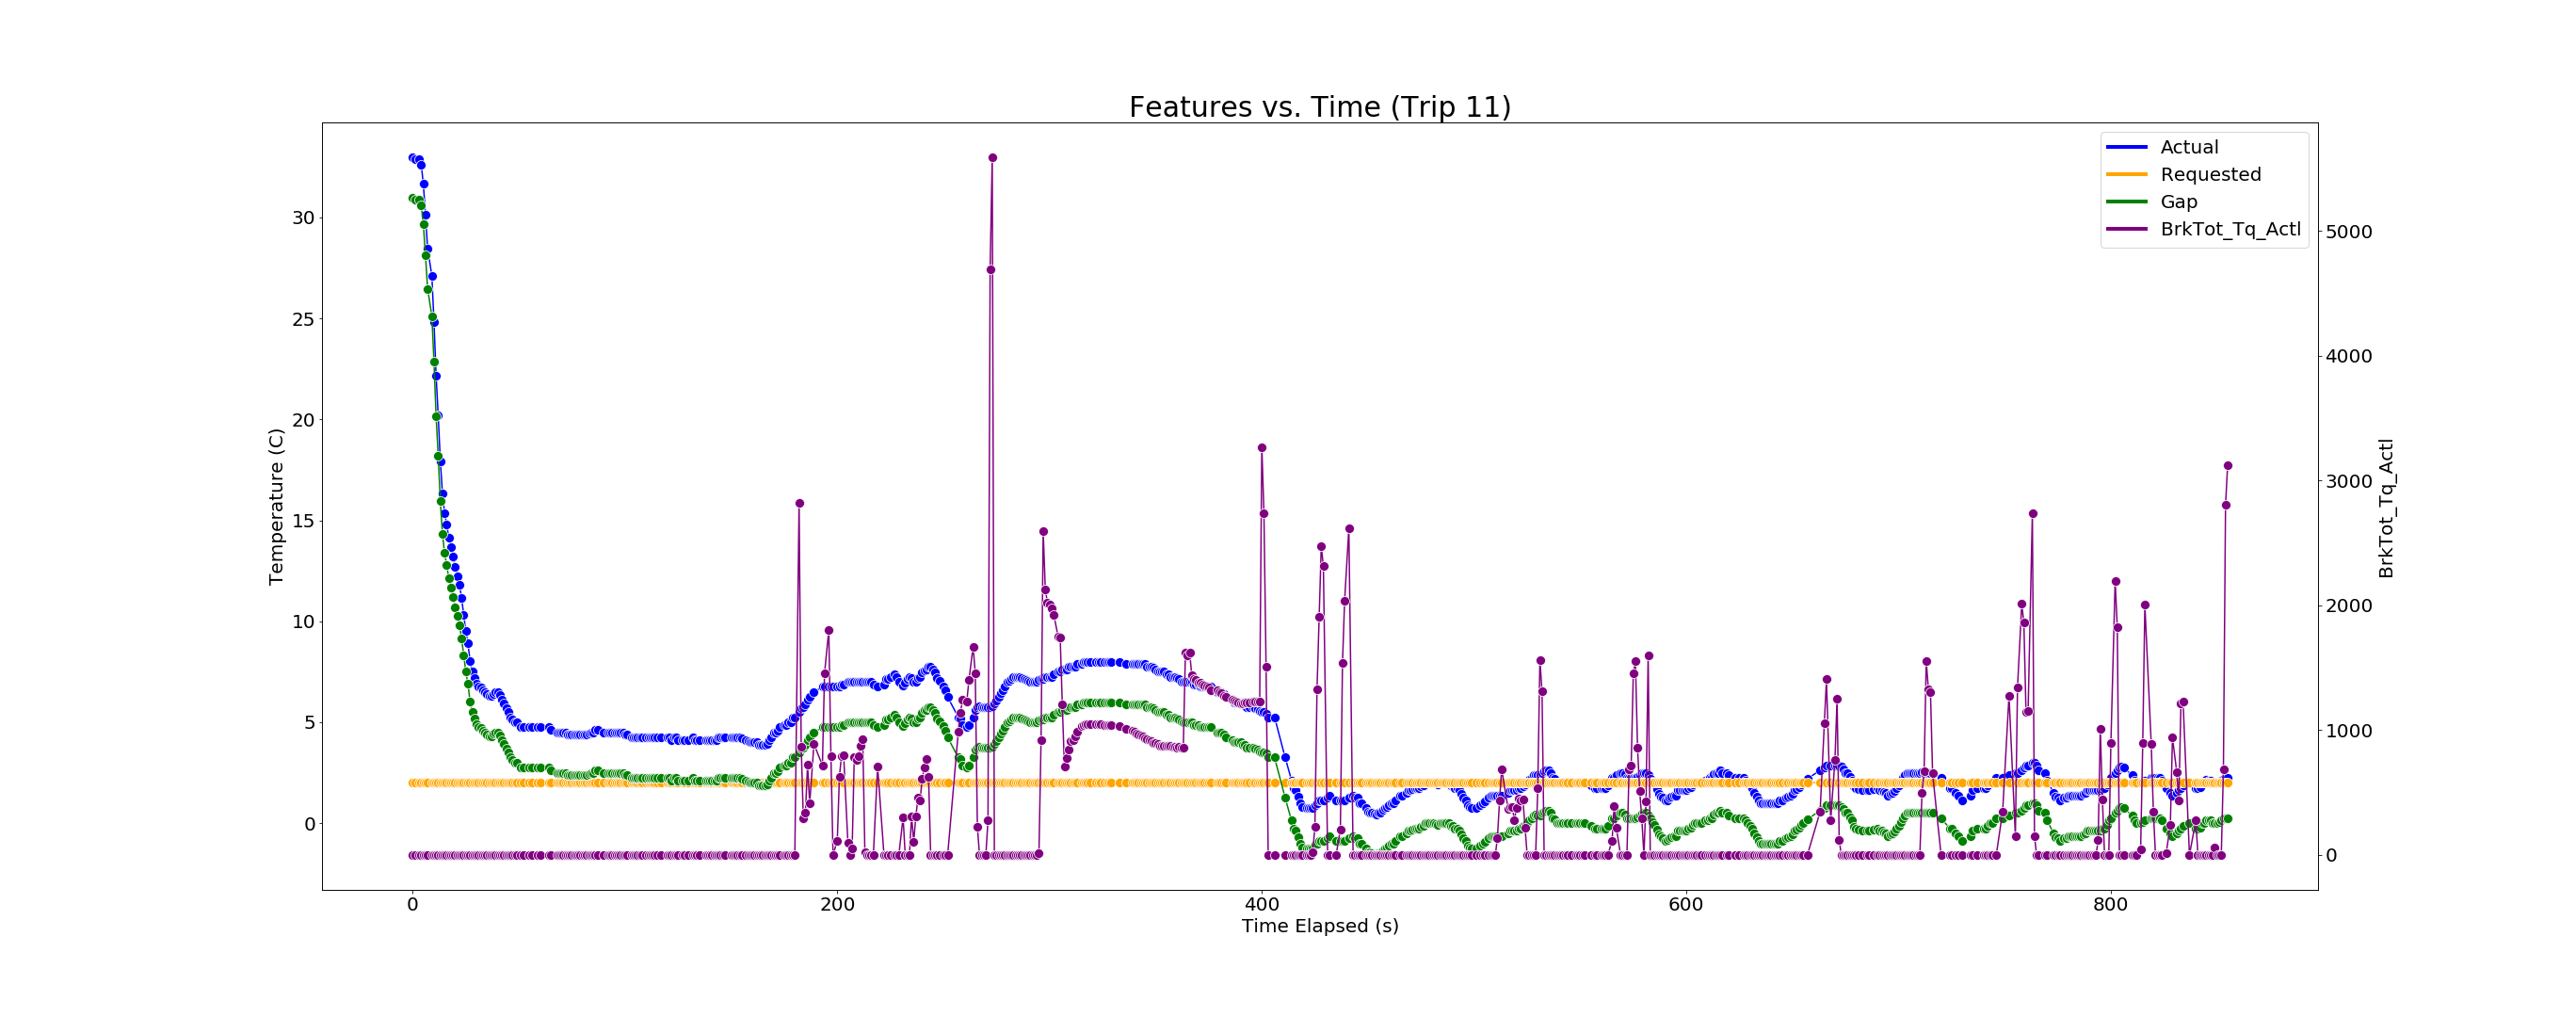 Features vs. Time (Trip 11)
Actual
Requested
Gap
BrkTot_Tq_Actl
30
25
20
15
10
5
0
Temperature (C)
5000
4000
3000
2000
1000
0
BrkTot_Tq_Actl
0 200 400 600 800
Time Elapsed (s)